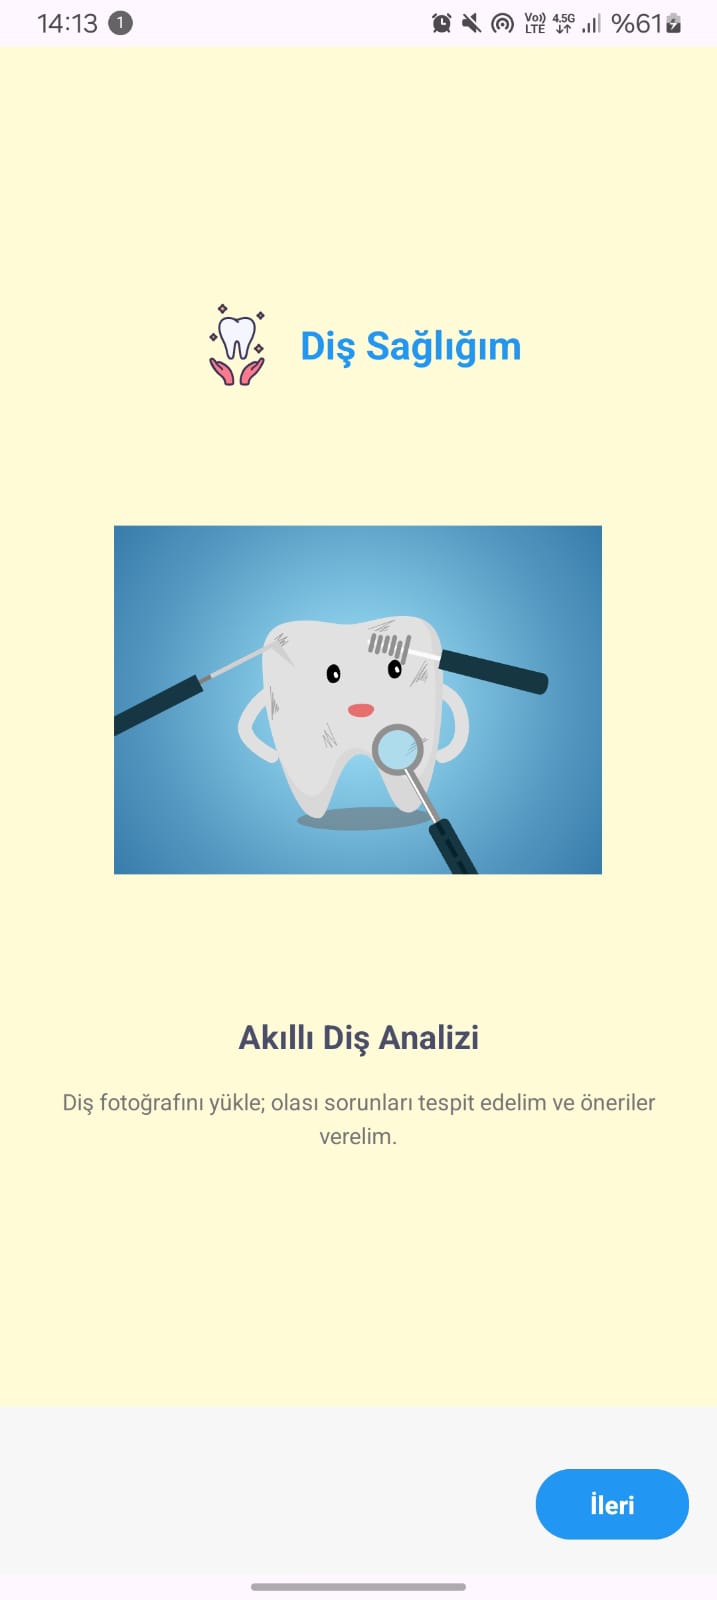 14:13 1 Vo)) LTE 4.5G %61
Diş Sağlığım
Akıllı Diş Analizi
Diş fotoğrafını yükle; olası sorunları tespit edelim ve öneriler
verelim.
İleri